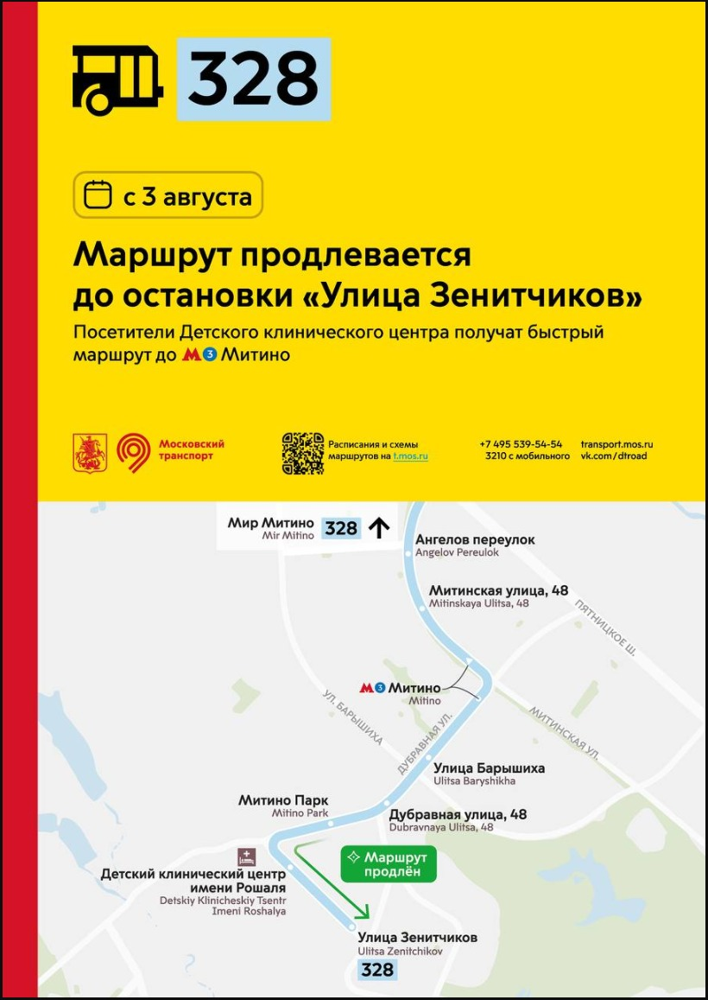 328
с 3 августа
Маршрут продлевается
до остановки «Улица Зенитчиков»
Посетители Детского клинического центра получат быстрый
маршрут до М 3 Митино
Московский
транспорт
Расписания и схемы
маршрутов на t.mos.ru
+7 495 539-54-54
3210 с мобильного
transport.mos.ru
vk.com/dtroad
Мир Митино
Mir Mitino
328
Ангелов переулок
Angelov Pereulok
Митинская улица, 48
Mitinskaya Ulitsa, 48
ПЯТНИЦКОЕ Ш.
М 3 Митино
Mitino
УЛ. БАРЫШИХА
ДУБРАВНАЯ УЛ.
МИТИНСКАЯ УЛ.
Улица Барышиха
Ulitsa Baryshikha
Митино Парк
Mitino Park
Дубравная улица, 48
Dubravnaya Ulitsa, 48
Маршрут
продлён
Детский клинический центр
имени Рошаля
Detskiy Klinicheskiy Tsentr
Imeni Roshalya
Улица Зенитчиков
Ulitsa Zenitchikov
328